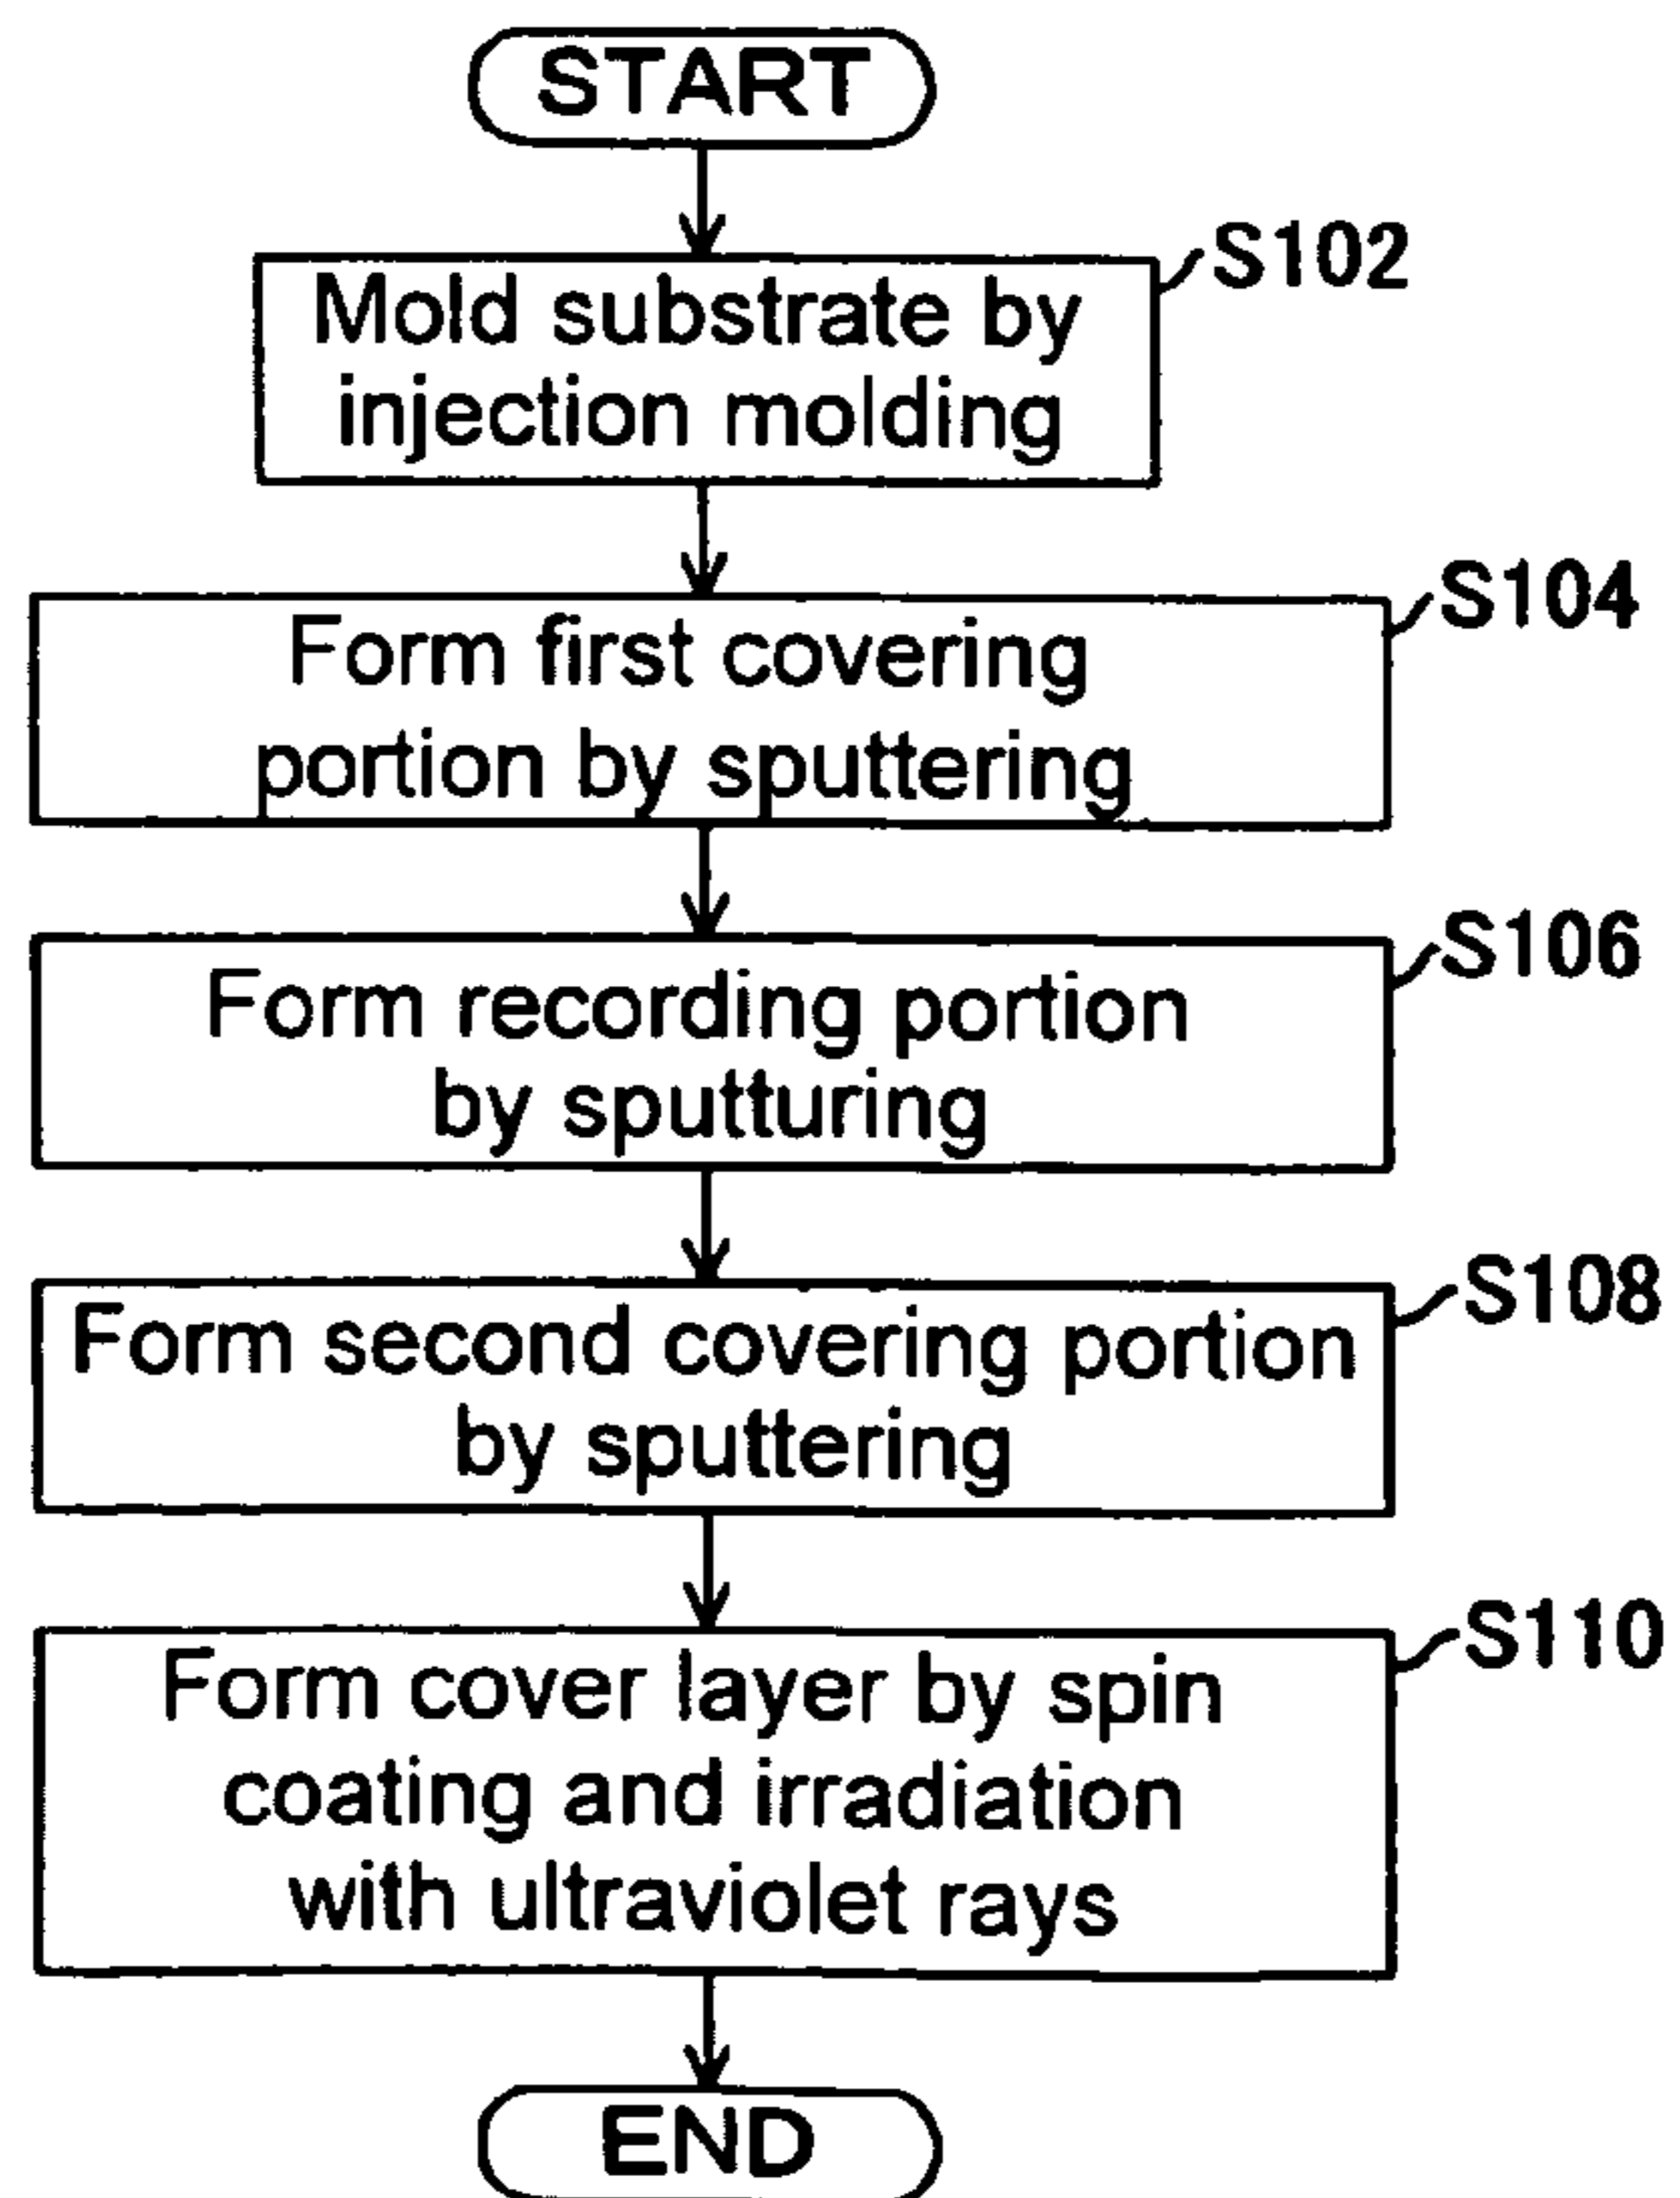 START
S102
Mold substrate by
injection molding
S104
Form first covering
portion by sputtering
S106
Form recording portion
by sputturing
S108
Form second covering portion
by sputtering
S110
Form cover layer by spin
coating and irradiation
with ultraviolet rays
END